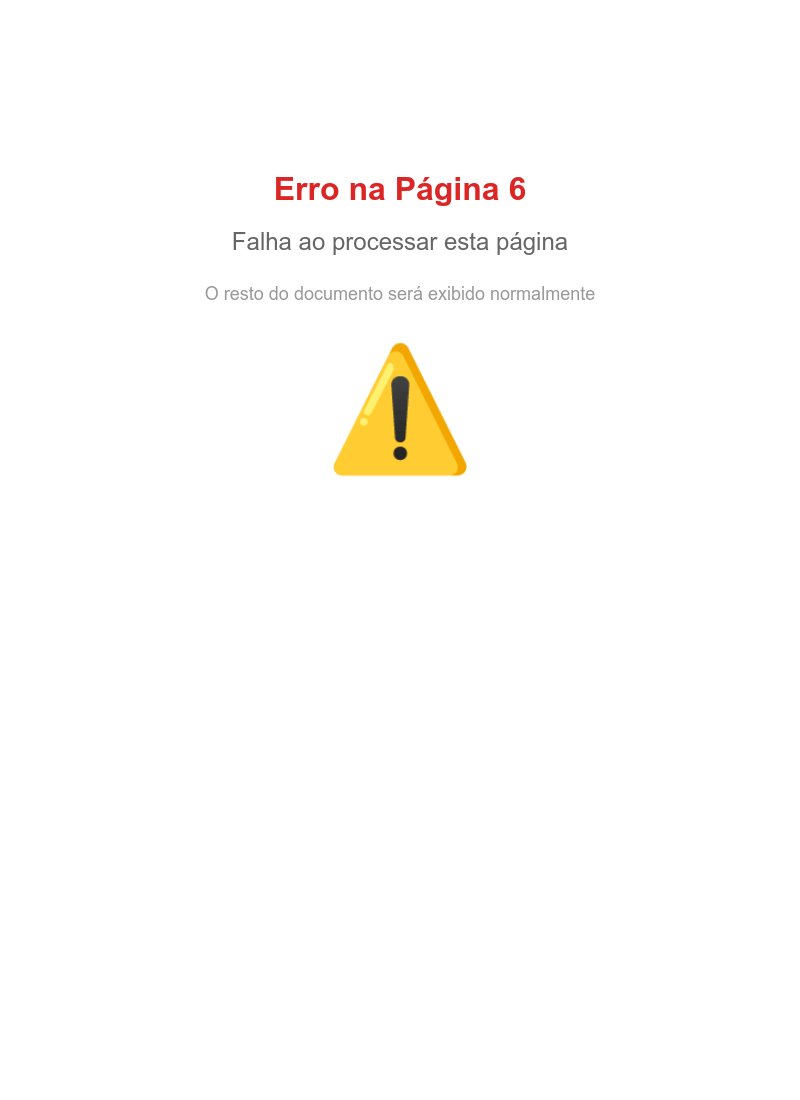 Erro na Página 6
Falha ao processar esta página
O resto do documento será exibido normalmente